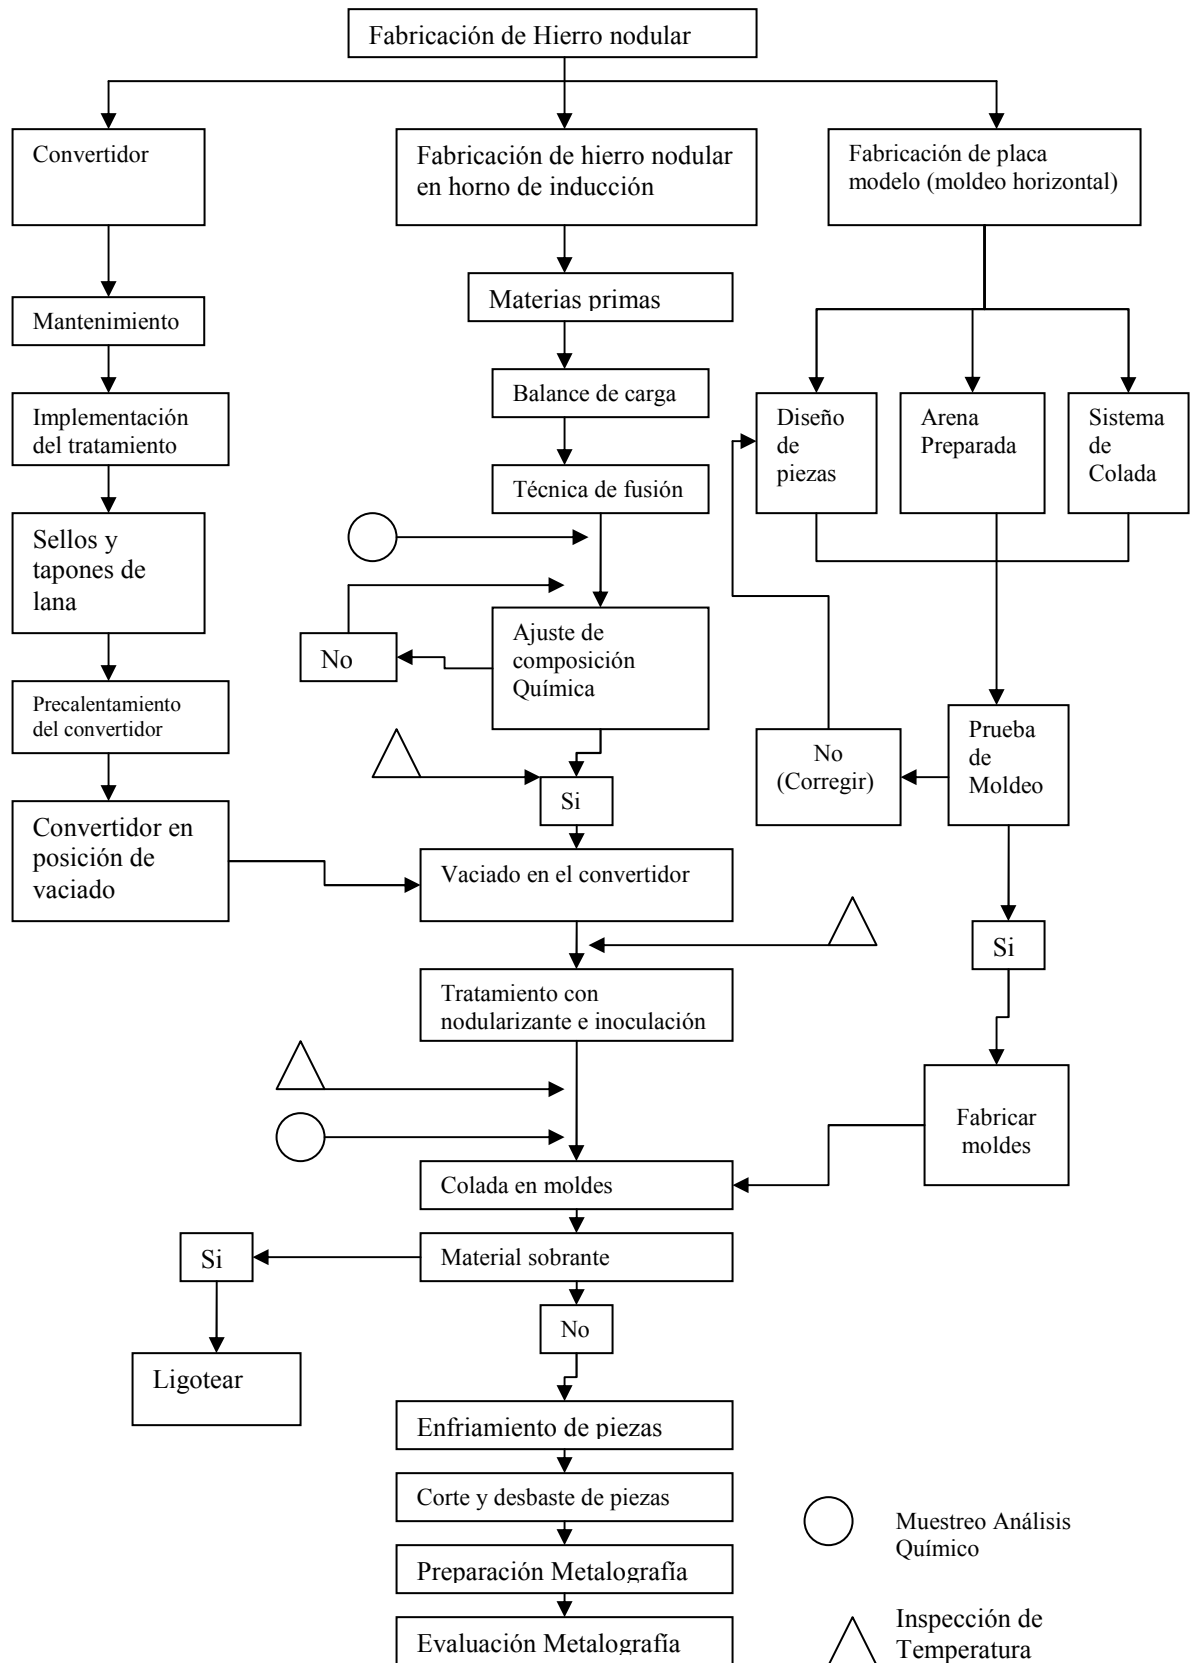 Fabricación de Hierro nodular
Convertidor
Fabricación de hierro nodular
en horno de inducción
Fabricación de placa
modelo (moldeo horizontal)
Mantenimiento
Materias primas
Implementación
del tratamiento
Balance de carga
Diseño
de
piezas
Arena
Preparada
Sistema
de
Colada
Técnica de fusión
Sellos y
tapones de
lana
No
Ajuste de
composición
Química
Precalentamiento
del convertidor
No
(Corregir)
Prueba
de
Moldeo
Si
Convertidor en
posición de
vaciado
Vaciado en el convertidor
Si
Tratamiento con
nodularizante e inoculación
Fabricar
moldes
Colada en moldes
Si
Material sobrante
No
Ligotear
Enfriamiento de piezas
Corte y desbaste de piezas
Muestreo Análisis
Químico
Preparación Metalografía
Evaluación Metalografía
Inspección de
Temperatura